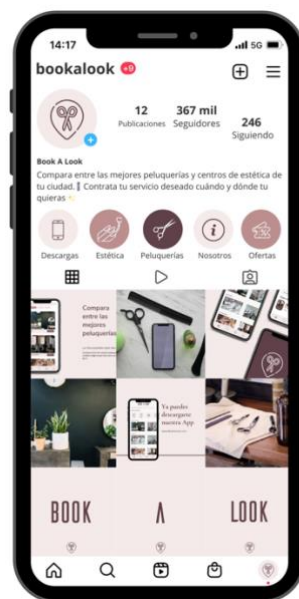 14:17
5G
bookalook +9
12 367 mil 246
Publicaciones Seguidores Siguiendo
Book A Look
Compara entre las mejores peluquerías y centros de estética de
tu ciudad. Contrata tu servicio deseado cuándo y dónde tu
quieras
Descargas Estética Peluquerías Nosotros Ofertas
Compara
entre las
mejores
peluquerías
Ya puedes
descargarte
nuestra App
BOOK A LOOK